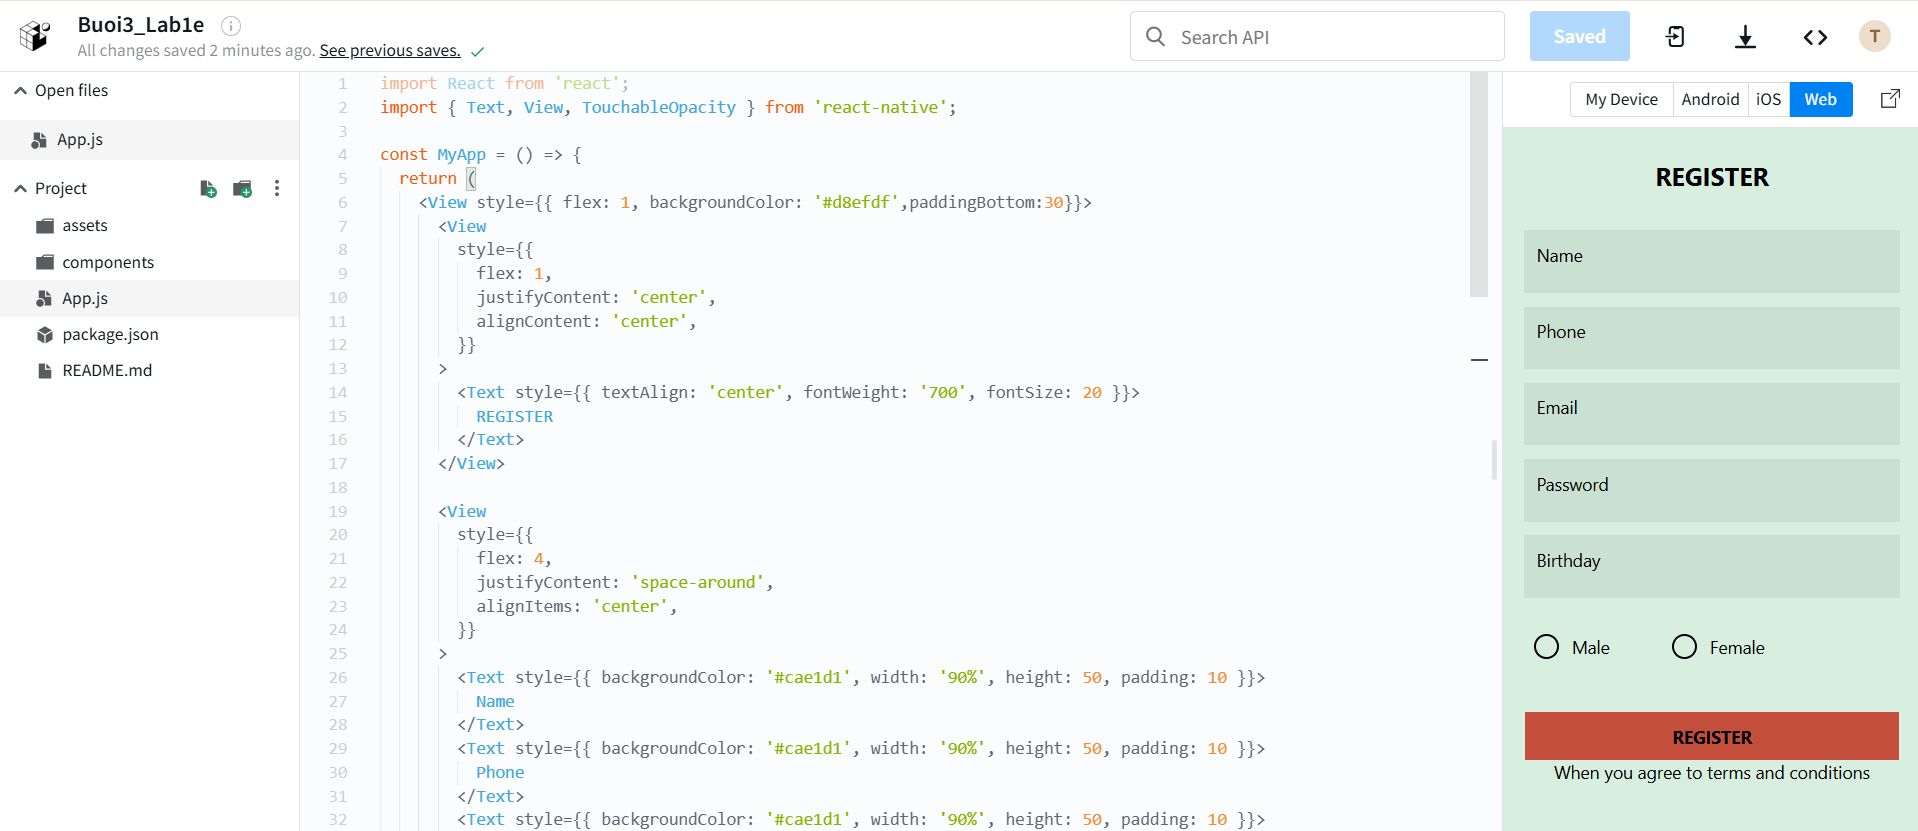 Buoi3_Lab1e
All changes saved 2 minutes ago. See previous saves.
Search API
Saved
T
Open files
App.js
Project
assets
components
App.js
package.json
README.md
1 import React from 'react';
2 import { Text, View, TouchableOpacity } from 'react-native';
3
4 const MyApp = () => {
5 return (
6 <View style={{ flex: 1, backgroundColor: '#d8efdf',paddingBottom:30}}>
7 <View
8 style={{
9 flex: 1,
10 justifyContent: 'center',
11 alignContent: 'center',
12 }}
13 >
14 <Text style={{ textAlign: 'center', fontWeight: '700', fontSize: 20 }}>
15 REGISTER
16 </Text>
17 </View>
18
19 <View
20 style={{
21 flex: 4,
22 justifyContent: 'space-around',
23 alignItems: 'center',
24 }}
25 >
26 <Text style={{ backgroundColor: '#cae1d1', width: '90%', height: 50, padding: 10 }}>
27 Name
28 </Text>
29 <Text style={{ backgroundColor: '#cae1d1', width: '90%', height: 50, padding: 10 }}>
30 Phone
31 </Text>
32 <Text style={{ backgroundColor: '#cae1d1', width: '90%', height: 50, padding: 10 }}>
My Device Android iOS Web
REGISTER
Name
Phone
Email
Password
Birthday
Male Female
REGISTER
When you agree to terms and conditions